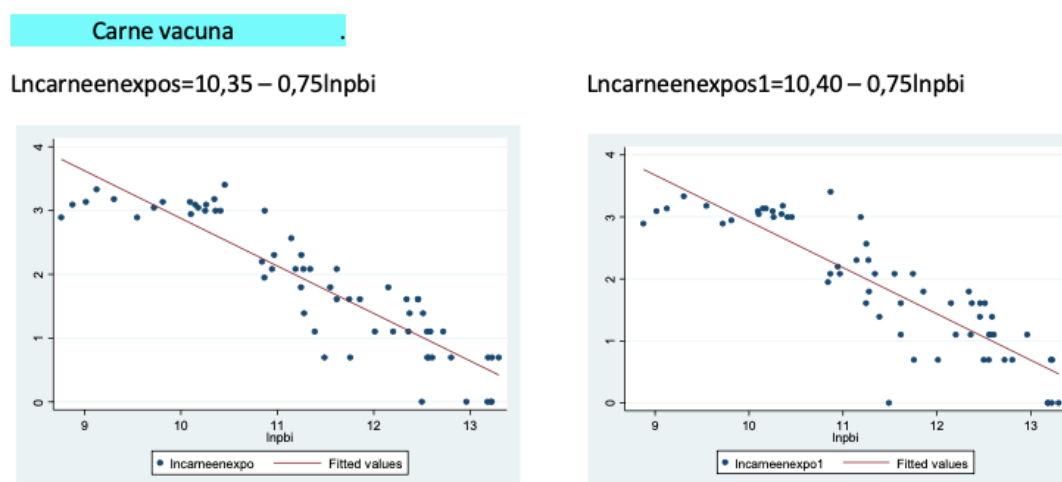 Carne vacuna .
Lncarneenexpos=10,35 – 0,75lnpbi
4
3
2
1
0
9 10 11 12 13
lnpbi
lncarneenexpo Fitted values
Lncarneenexpos1=10,40 – 0,75lnpbi
4
3
2
1
0
9 10 11 12 13
lnpbi
lncarneenexpo1 Fitted values